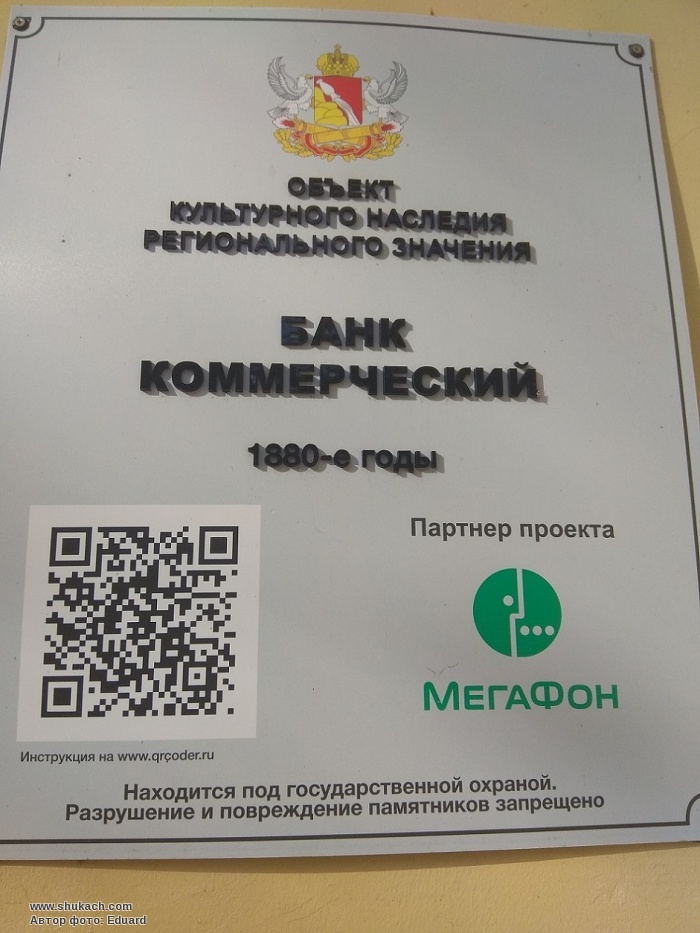 ОБЪЕКТ
КУЛЬТУРНОГО НАСЛЕДИЯ
РЕГИОНАЛЬНОГО ЗНАЧЕНИЯ
БАНК
КОММЕРЧЕСКИЙ
1880-е годы
Партнер проекта
МЕГАФОН
Инструкция на www.qrcoder.ru
Находится под государственной охраной.
Разрушение и повреждение памятников запрещено
www.shukach.com
Автор фото: Eduard